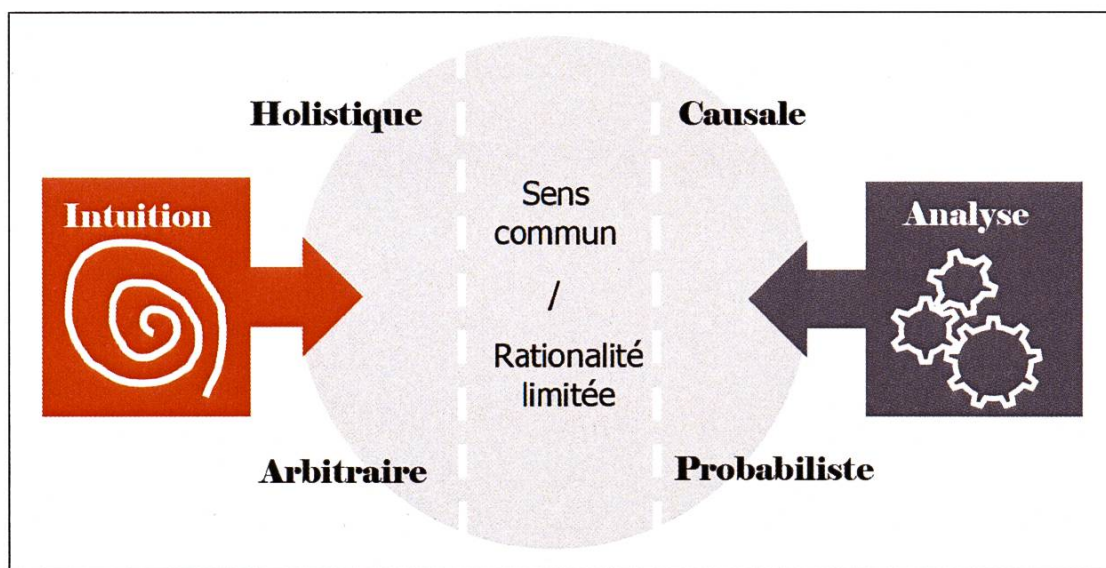 Holistique
Causale
Intuition
Sens
commun
/
Rationalité
limitée
Analyse
Arbitraire
Probabiliste